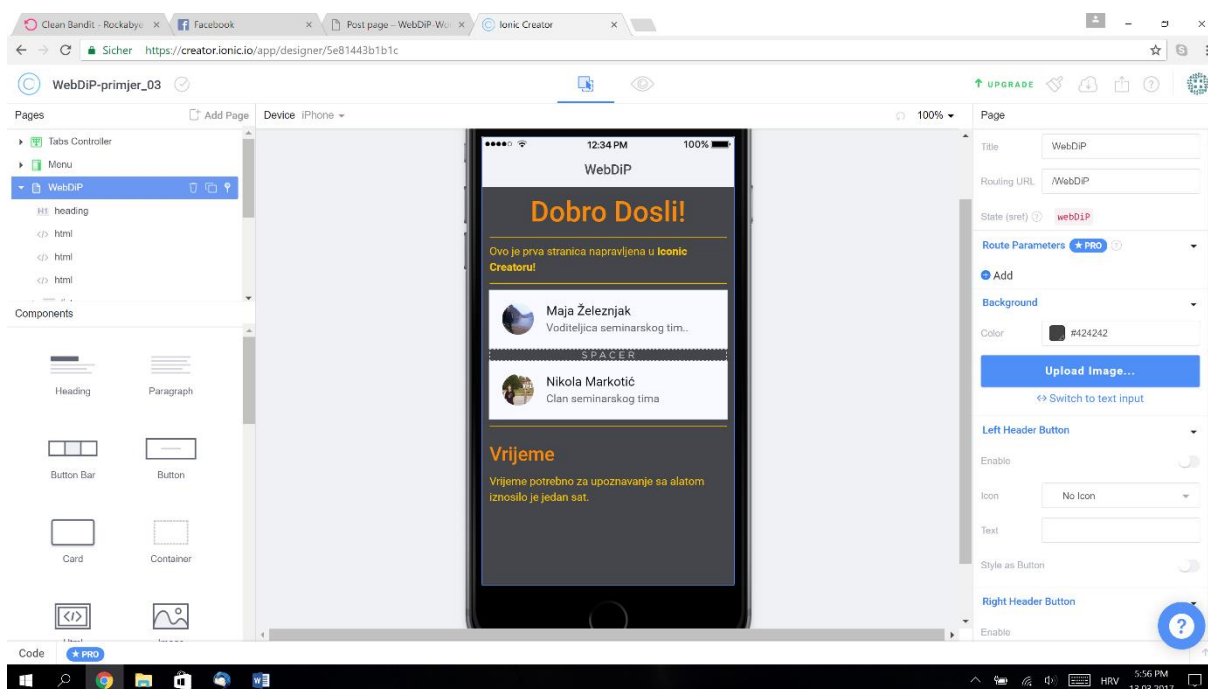 Clean Bandit - Rockabye
Facebook
Post page – WebDiP-Wor
Ionic Creator
Sicher https://creator.ionic.io/app/designer/5e81443b1b1c
WebDiP-primjer_03
UPGRADE
Pages
Add Page
Device iPhone
100%
Page
Tabs Controller
Menu
WebDiP
H1 heading
</> html
</> html
</> html
Components
Heading
Paragraph
Button Bar
Button
Card
Container
</>
12:34 PM
100%
WebDiP
Dobro Dosli!
Ovo je prva stranica napravljena u Iconic
Creatoru!
Maja Železnjak
Voditeljica seminarskog tim..
SPACER
Nikola Markotić
Clan seminarskog tima
Vrijeme
Vrijeme potrebno za upoznavanje sa alatom
iznosilo je jedan sat.
Title
WebDiP
Routing URL
/WebDiP
State (sref)
webDiP
Route Parameters
PRO
Add
Background
Color
#424242
Upload Image...
<> Switch to text input
Left Header Button
Enable
Icon
No Icon
Text
Style as Button
Right Header Button
Enable
Code
PRO
HRV
5:56 PM
13.03.2017